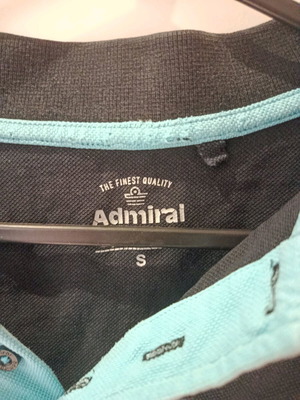 THE FINEST QUALITY
Admiral
S